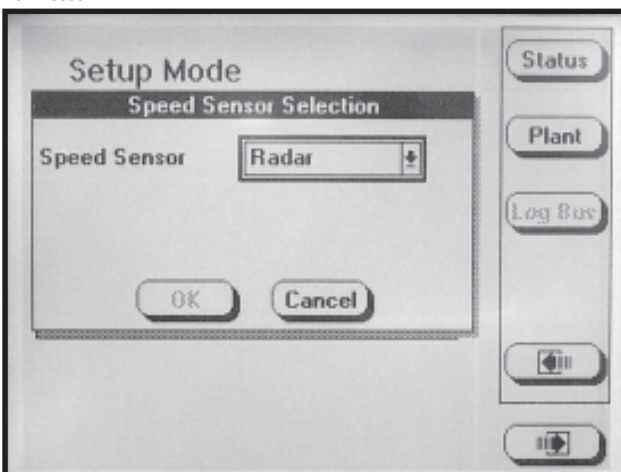 Setup Mode
Speed Sensor Selection
Speed Sensor Radar
OK Cancel
Status
Plant
Log Bus